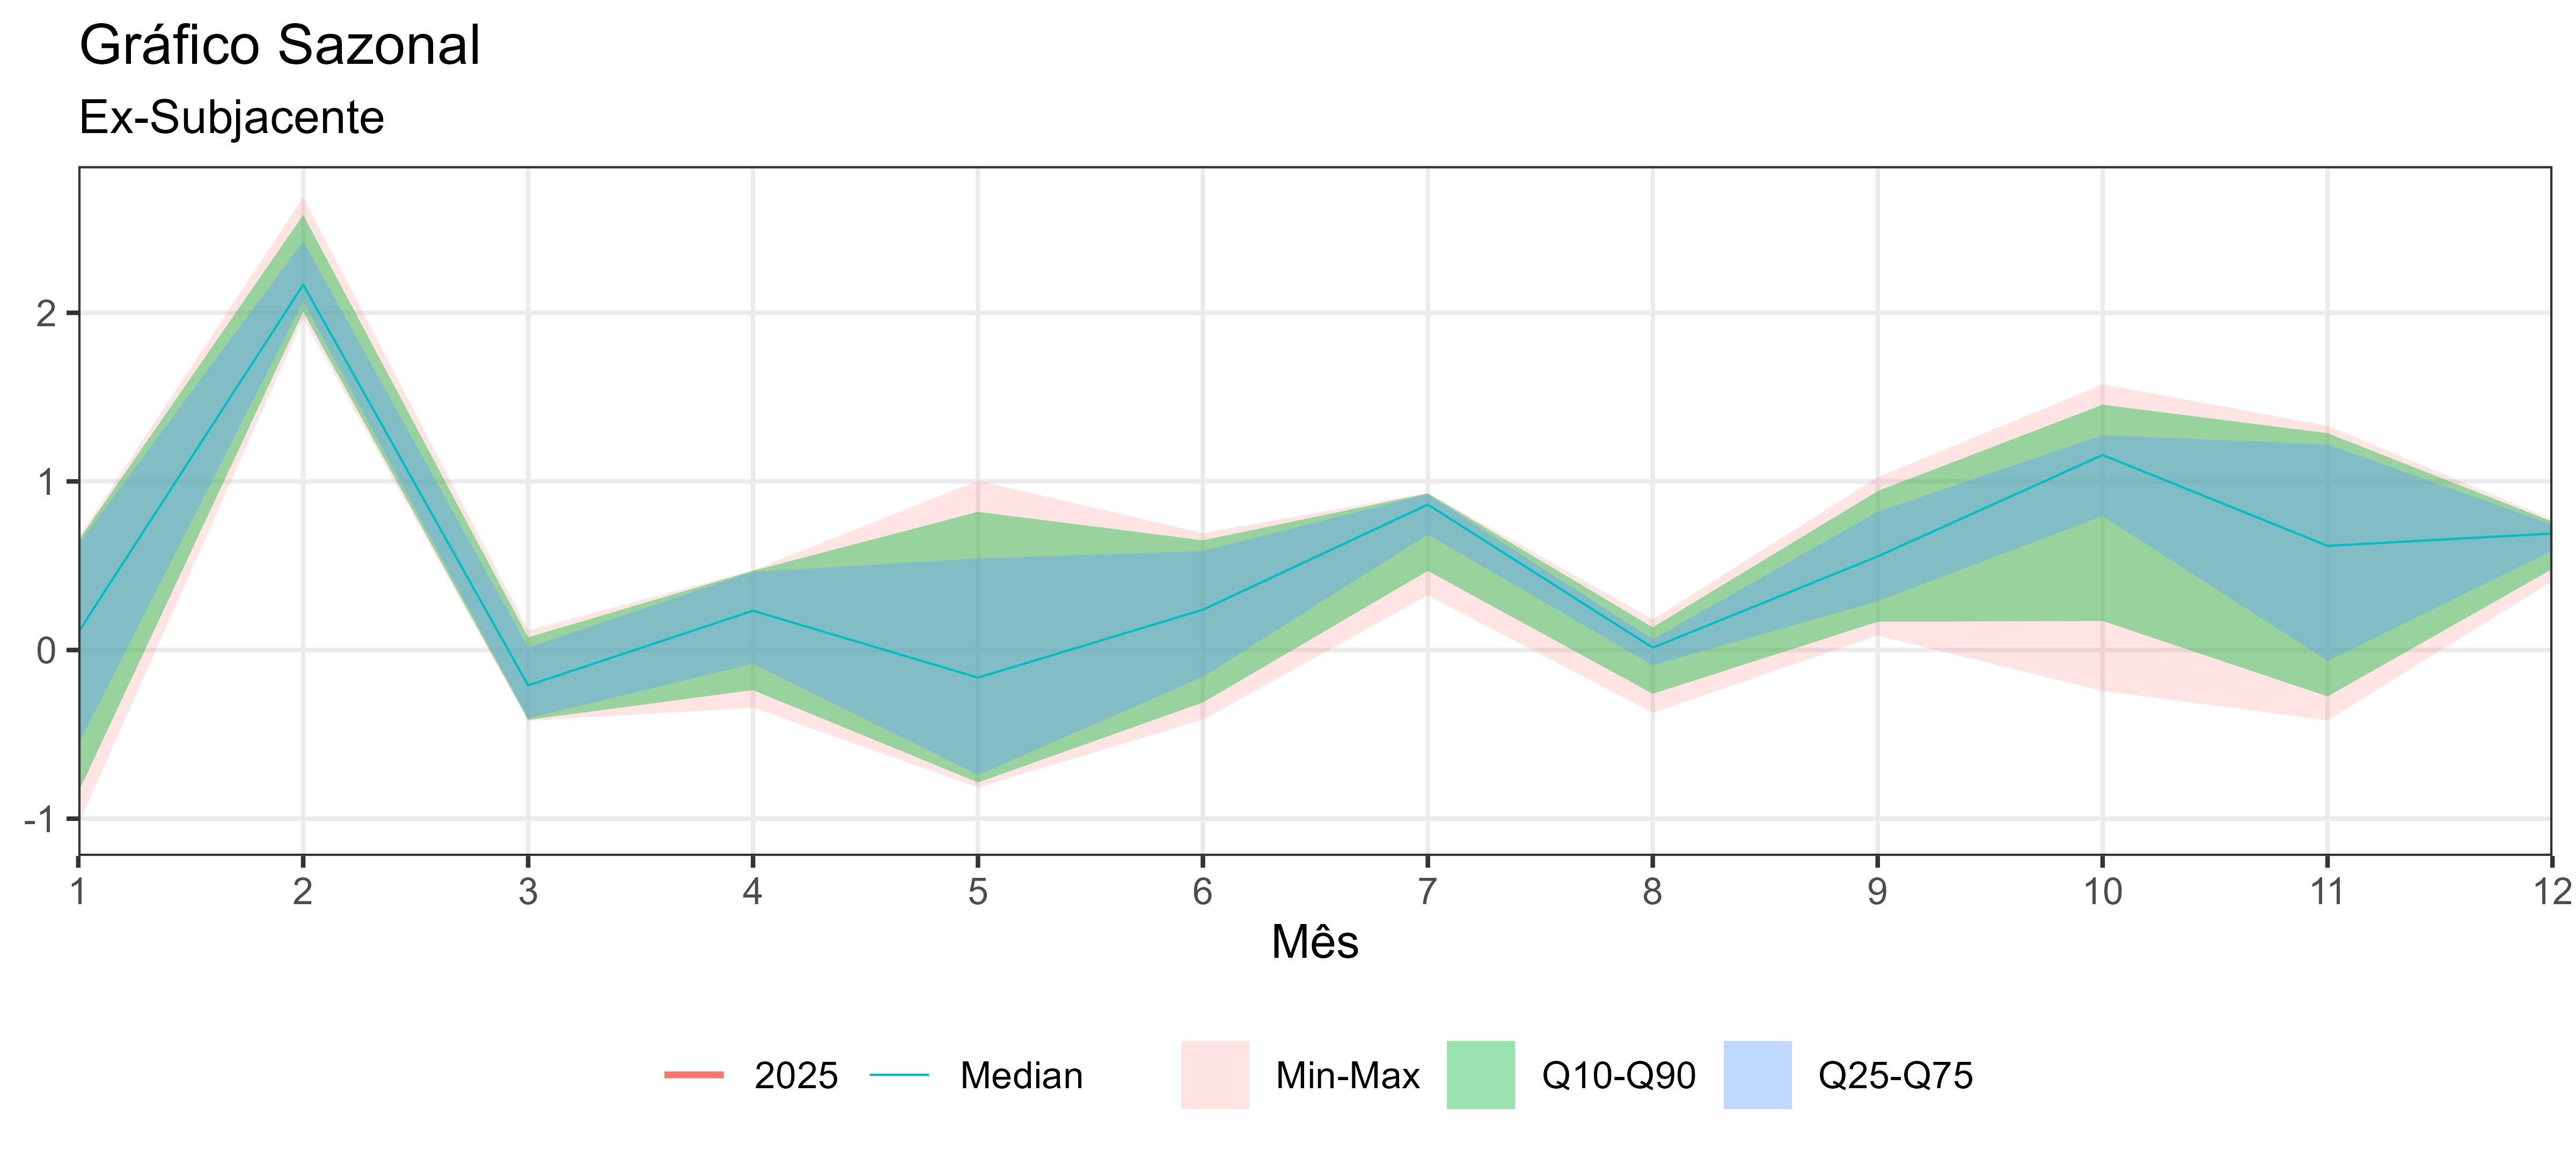 Gráfico Sazonal
Ex-Subjacente
2
1
0
-1
1 2 3 4 5 6 7 8 9 10 11 12
Mês
2025 Median Min-Max Q10-Q90 Q25-Q75